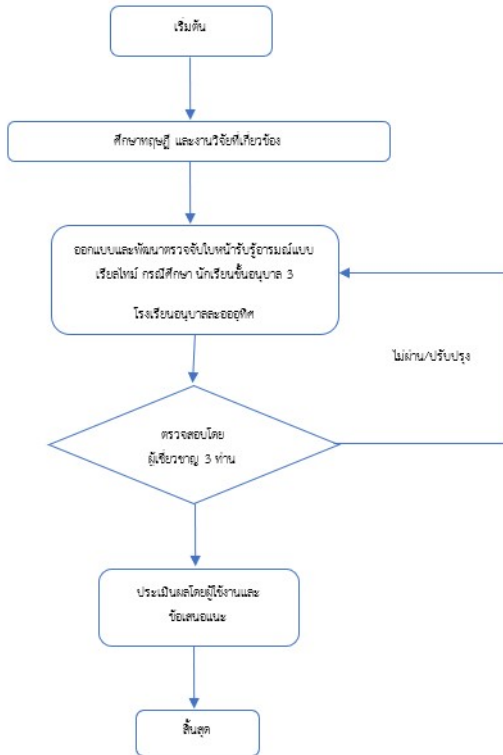 เริ่มต้น
ศึกษาทฤษฎี และงานวิจัยที่เกี่ยวข้อง
ออกแบบและพัฒนาตรวจจับใบหน้ารับรู้อารมณ์แบบ
เรียลไทม์ กรณีศึกษา นักเรียนชั้นอนุบาล 3
โรงเรียนอนุบาลละอออุทิศ
ไม่ผ่าน/ปรับปรุง
ตรวจสอบโดย
ผู้เชี่ยวชาญ 3 ท่าน
ประเมินผลโดยผู้ใช้งานและ
ข้อเสนอแนะ
สิ้นสุด